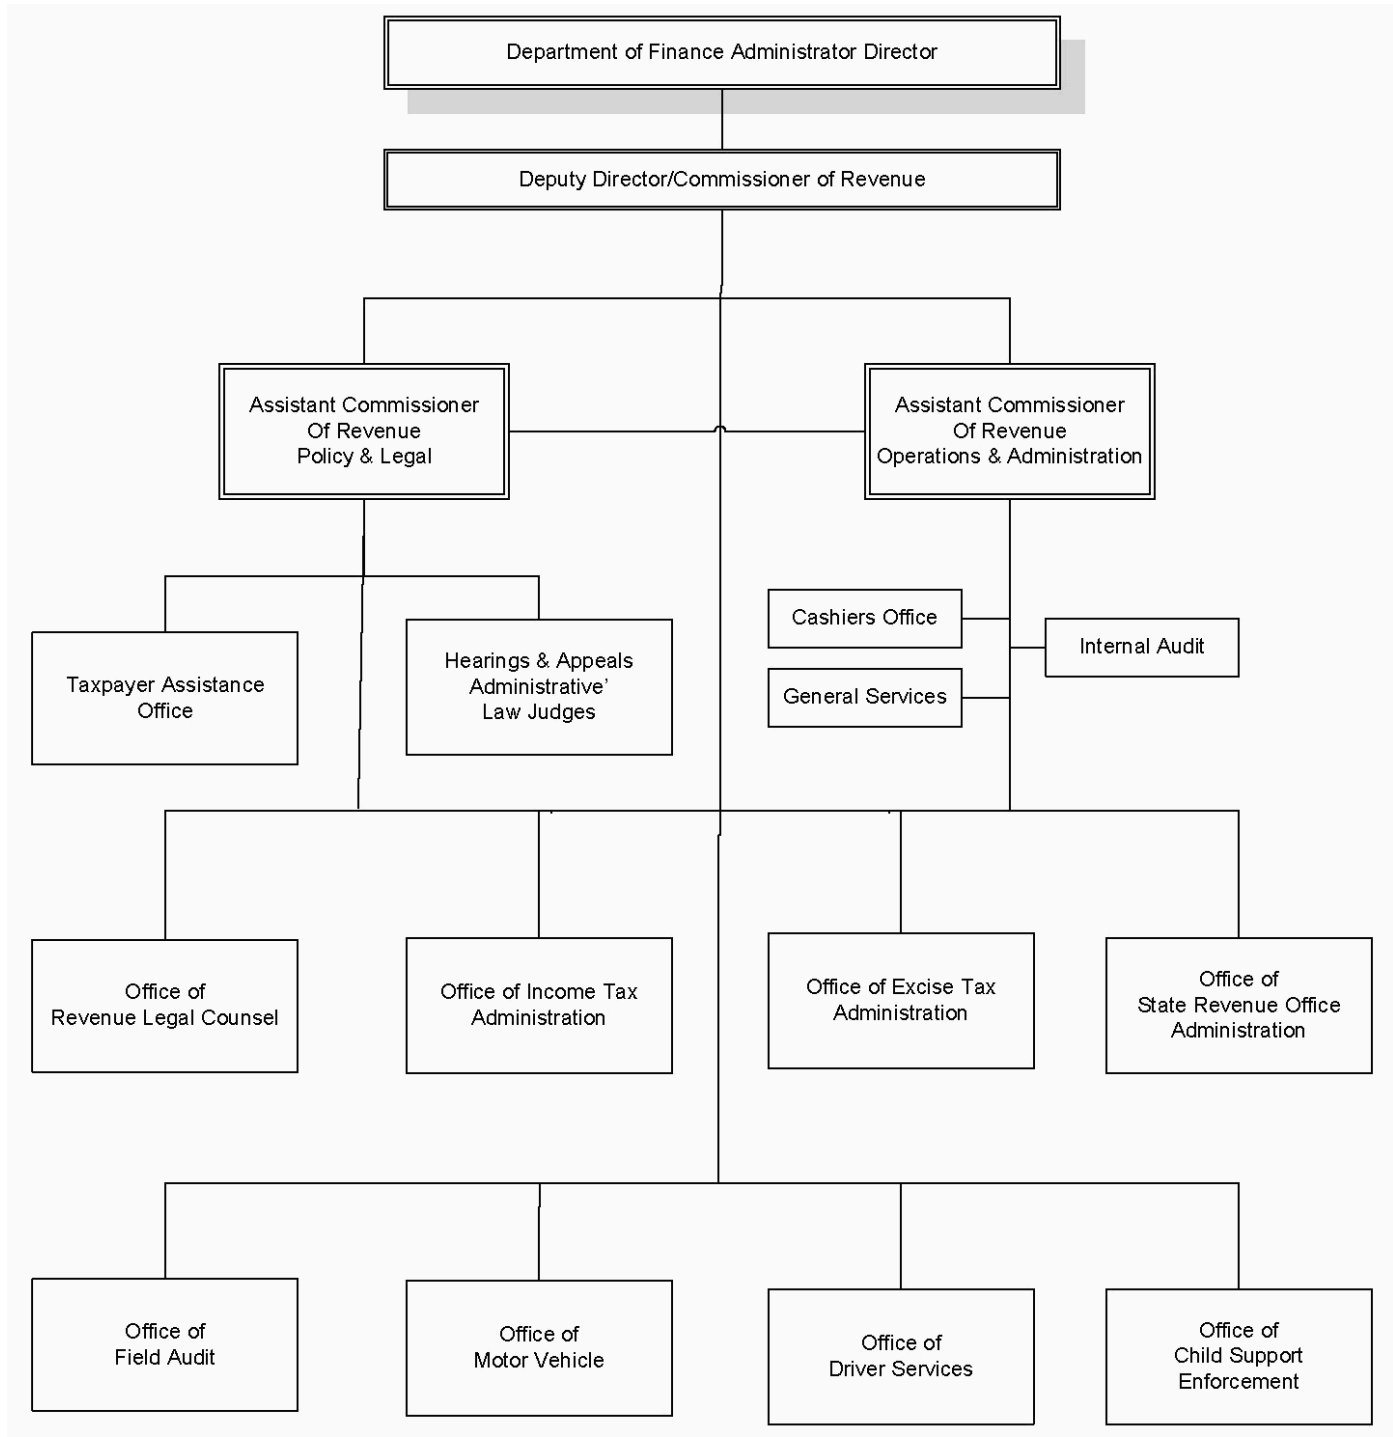 Department of Finance Administrator Director
Deputy Director/Commissioner of Revenue
Assistant Commissioner
Of Revenue
Policy & Legal
Assistant Commissioner
Of Revenue
Operations & Administration
Taxpayer Assistance
Office
Hearings & Appeals
Administrative’
Law Judges
Cashiers Office
General Services
Internal Audit
Office of
Revenue Legal Counsel
Office of Income Tax
Administration
Office of Excise Tax
Administration
Office of
State Revenue Office
Administration
Office of
Field Audit
Office of
Motor Vehicle
Office of
Driver Services
Office of
Child Support
Enforcement